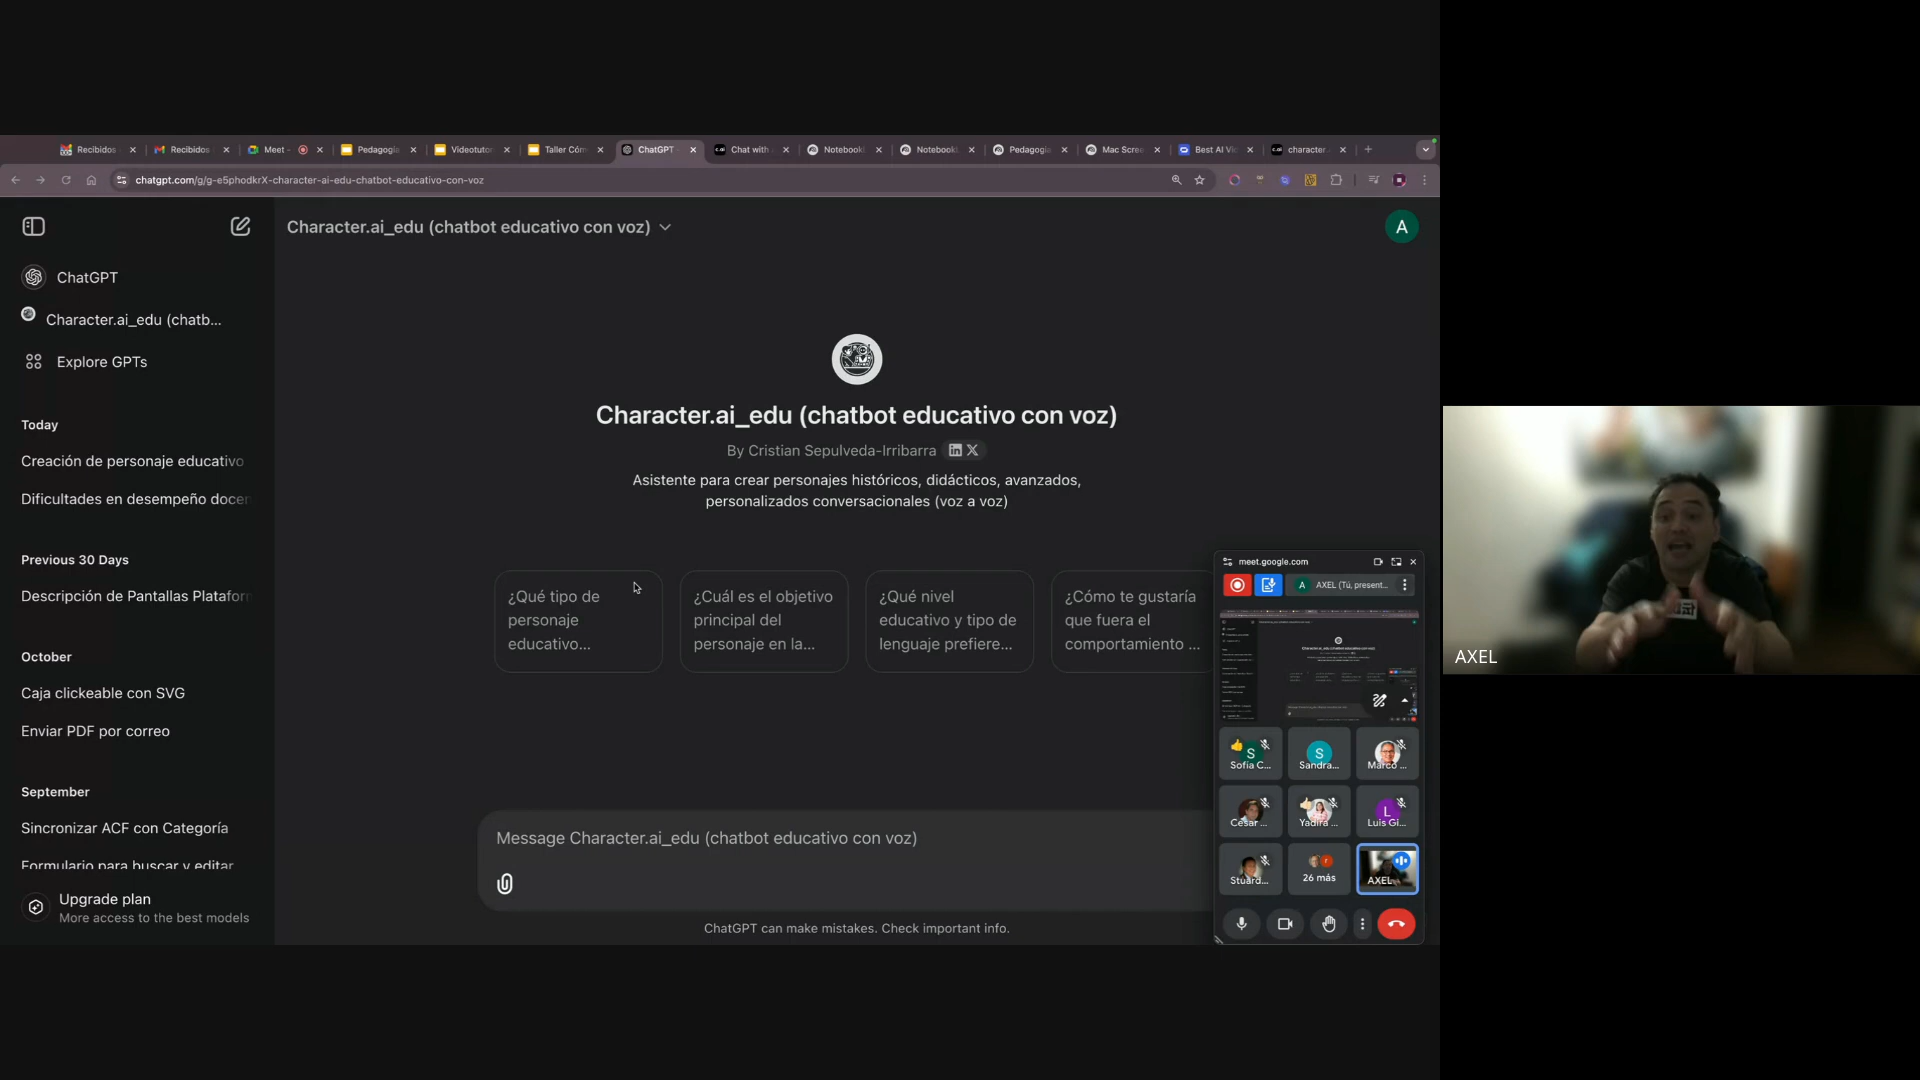 Recibidos
Recibidos
Meet -
Pedagogía
Videotutor
Taller Cóm
ChatGPT
Chat with
Notebook
Notebook
Pedagogía
Mac Scree
Best AI Vi
character
chatgpt.com/g/g-e5phodkrX-character-ai-edu-chatbot-educativo-con-voz
Character.ai_edu (chatbot educativo con voz)
A
ChatGPT
Character.ai_edu (chatb...
Explore GPTs
Today
Creación de personaje educativo
Dificultades en desempeño docen
Previous 30 Days
Descripción de Pantallas Plataform
October
Caja clickeable con SVG
Enviar PDF por correo
September
Sincronizar ACF con Categoría
Formulario para buscar y editar
Upgrade plan
More access to the best models
Character.ai_edu (chatbot educativo con voz)
By Cristian Sepulveda-Irribarra
Asistente para crear personajes históricos, didácticos, avanzados,
personalizados conversacionales (voz a voz)
¿Qué tipo de
personaje
educativo...
¿Cuál es el objetivo
principal del
personaje en la...
¿Qué nivel
educativo y tipo de
lenguaje prefiere...
¿Cómo te gustaría
que fuera el
comportamiento ...
Message Character.ai_edu (chatbot educativo con voz)
ChatGPT can make mistakes. Check important info.
meet.google.com
A
AXEL (Tú, present...
S
Sofía C...
S
Sandra...
Marco ...
César ...
Yadira ...
L
Luis Gi...
Stuard...
26 más
AXEL
AXEL